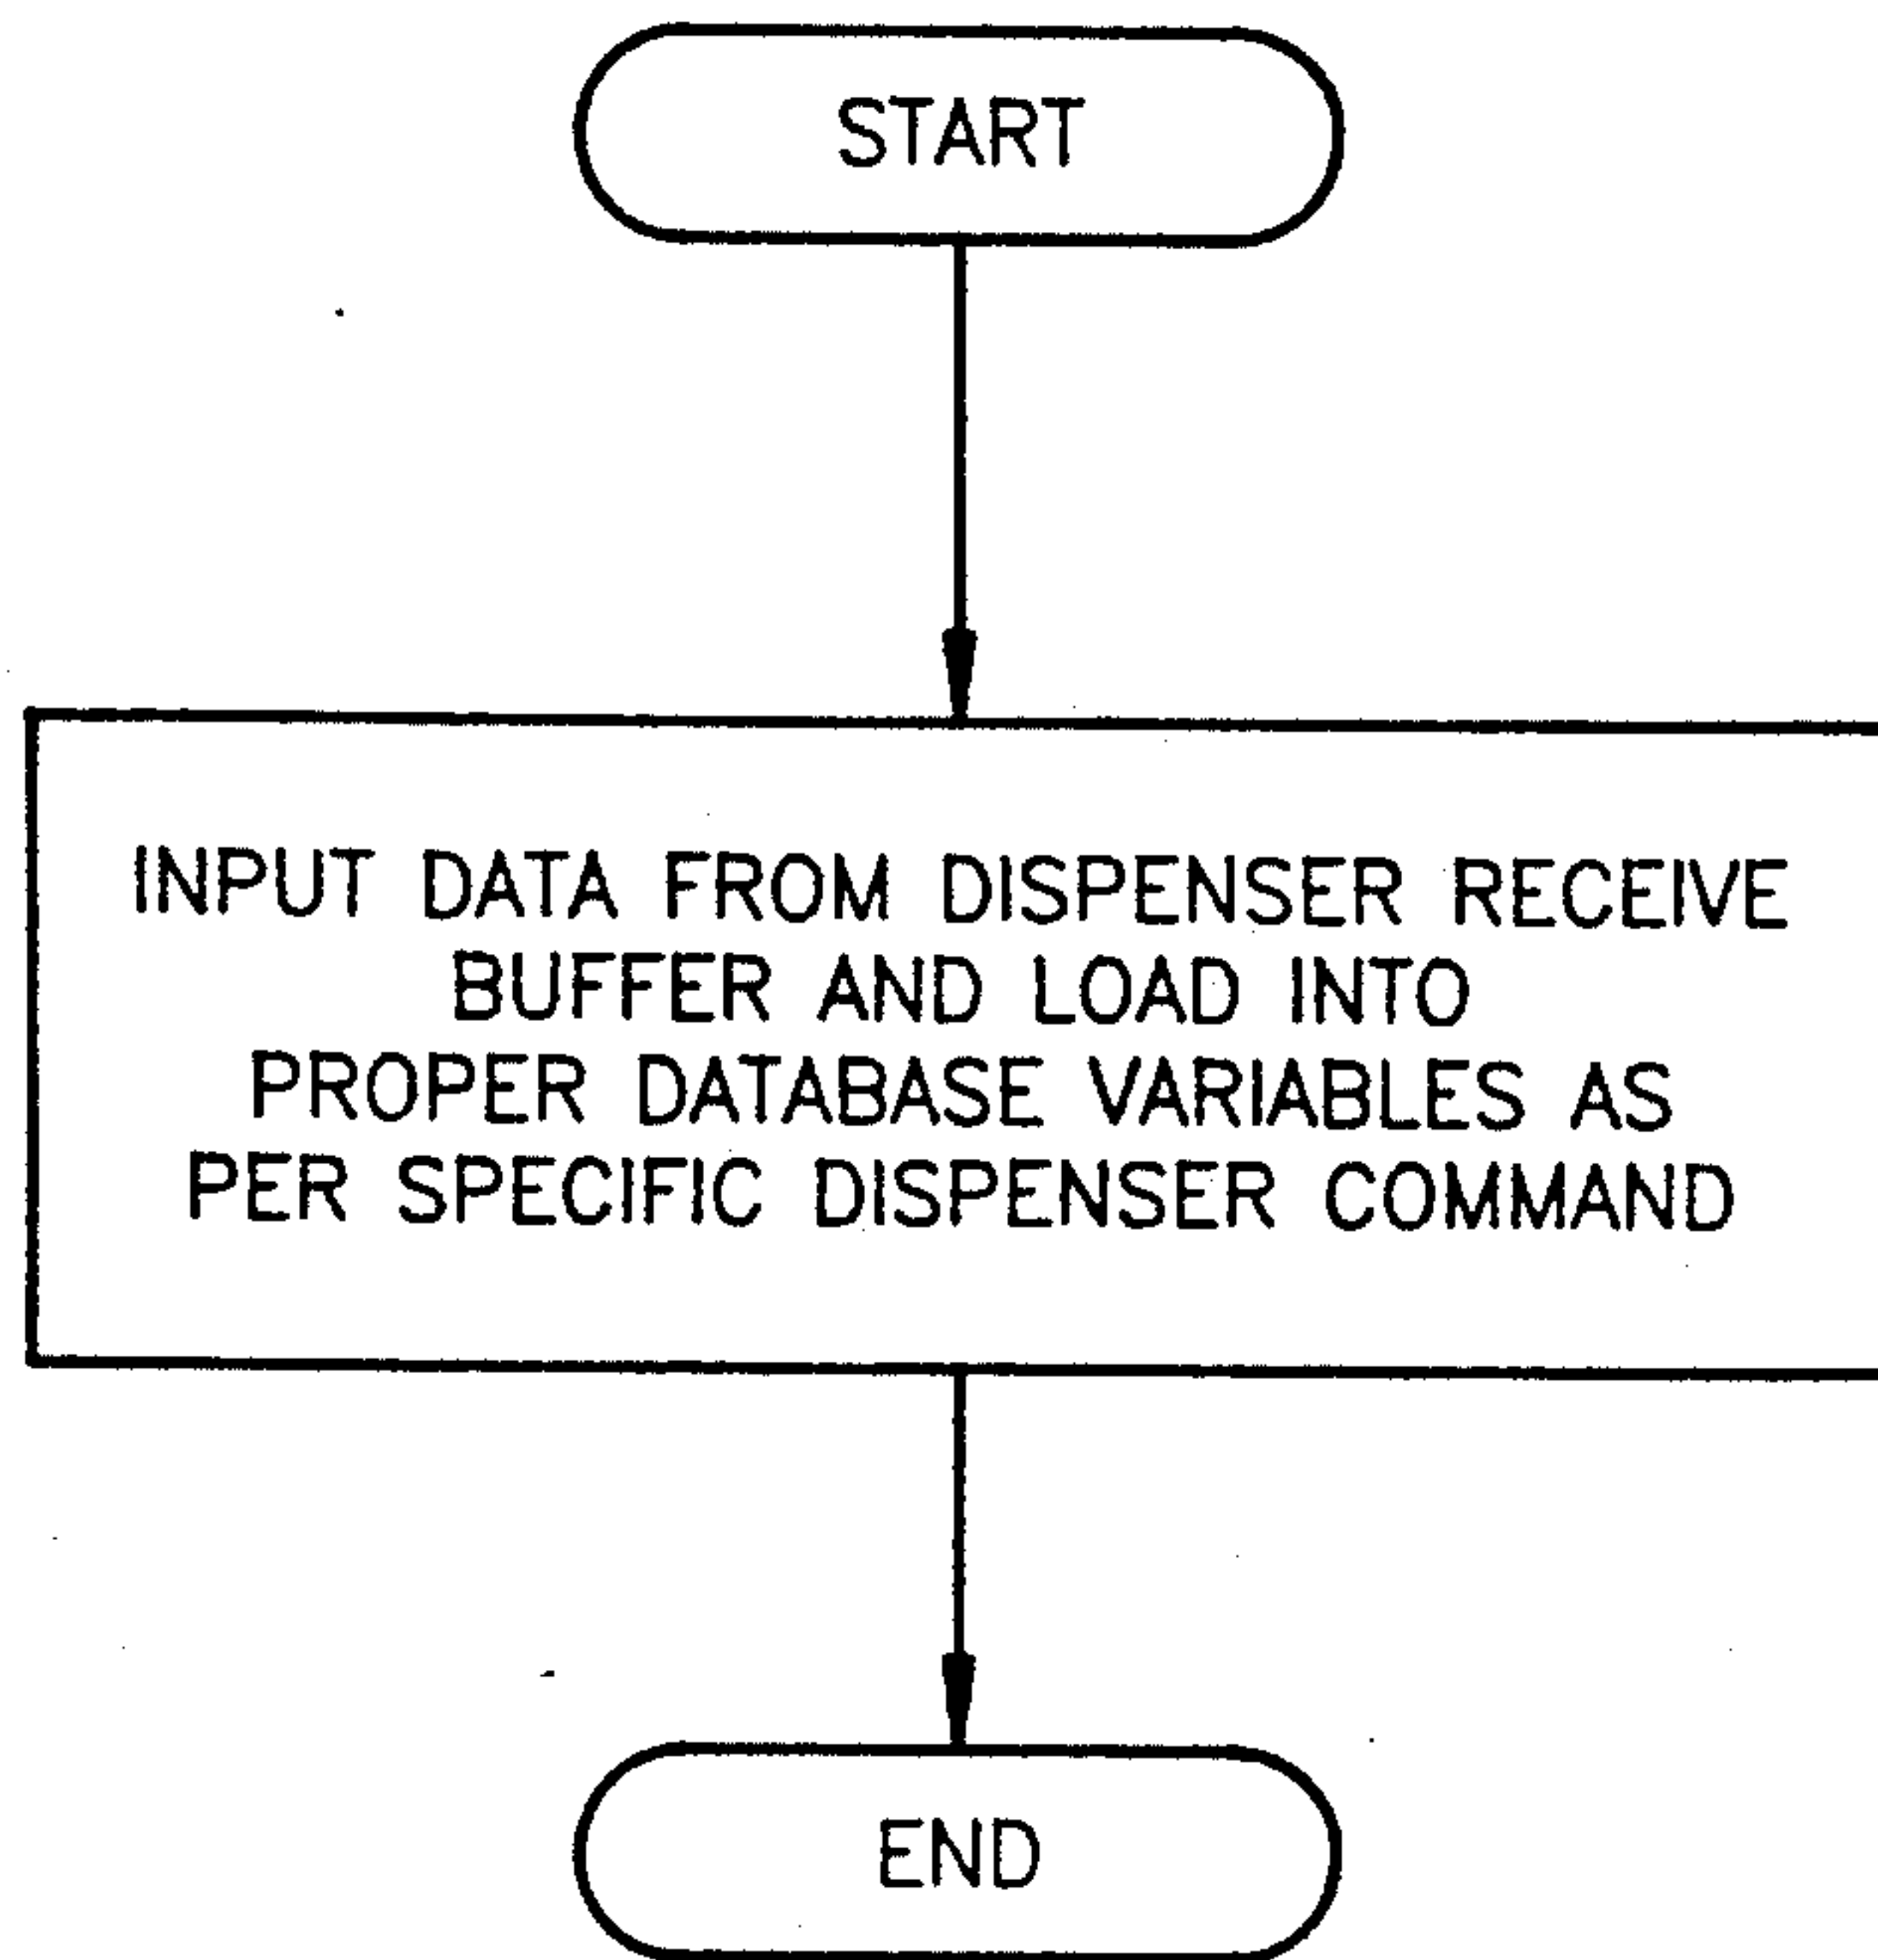 START
INPUT DATA FROM DISPENSER RECEIVE
BUFFER AND LOAD INTO
PROPER DATABASE VARIABLES AS
PER SPECIFIC DISPENSER COMMAND
END